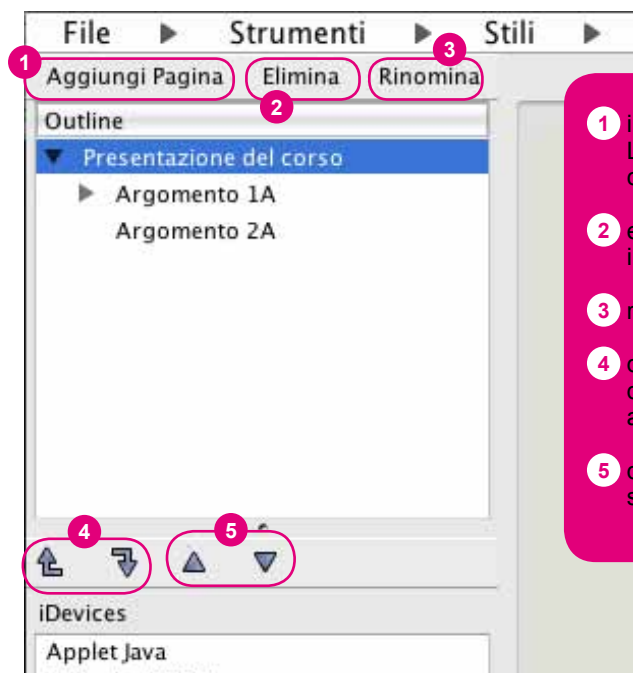 File Strumenti Stili
3
1
Aggiungi Pagina Elimina Rinomina
2
Outline
Presentazione del corso
Argomento 1A
Argomento 2A
4 5
iDevices
Applet Java
1
2
3
4
5